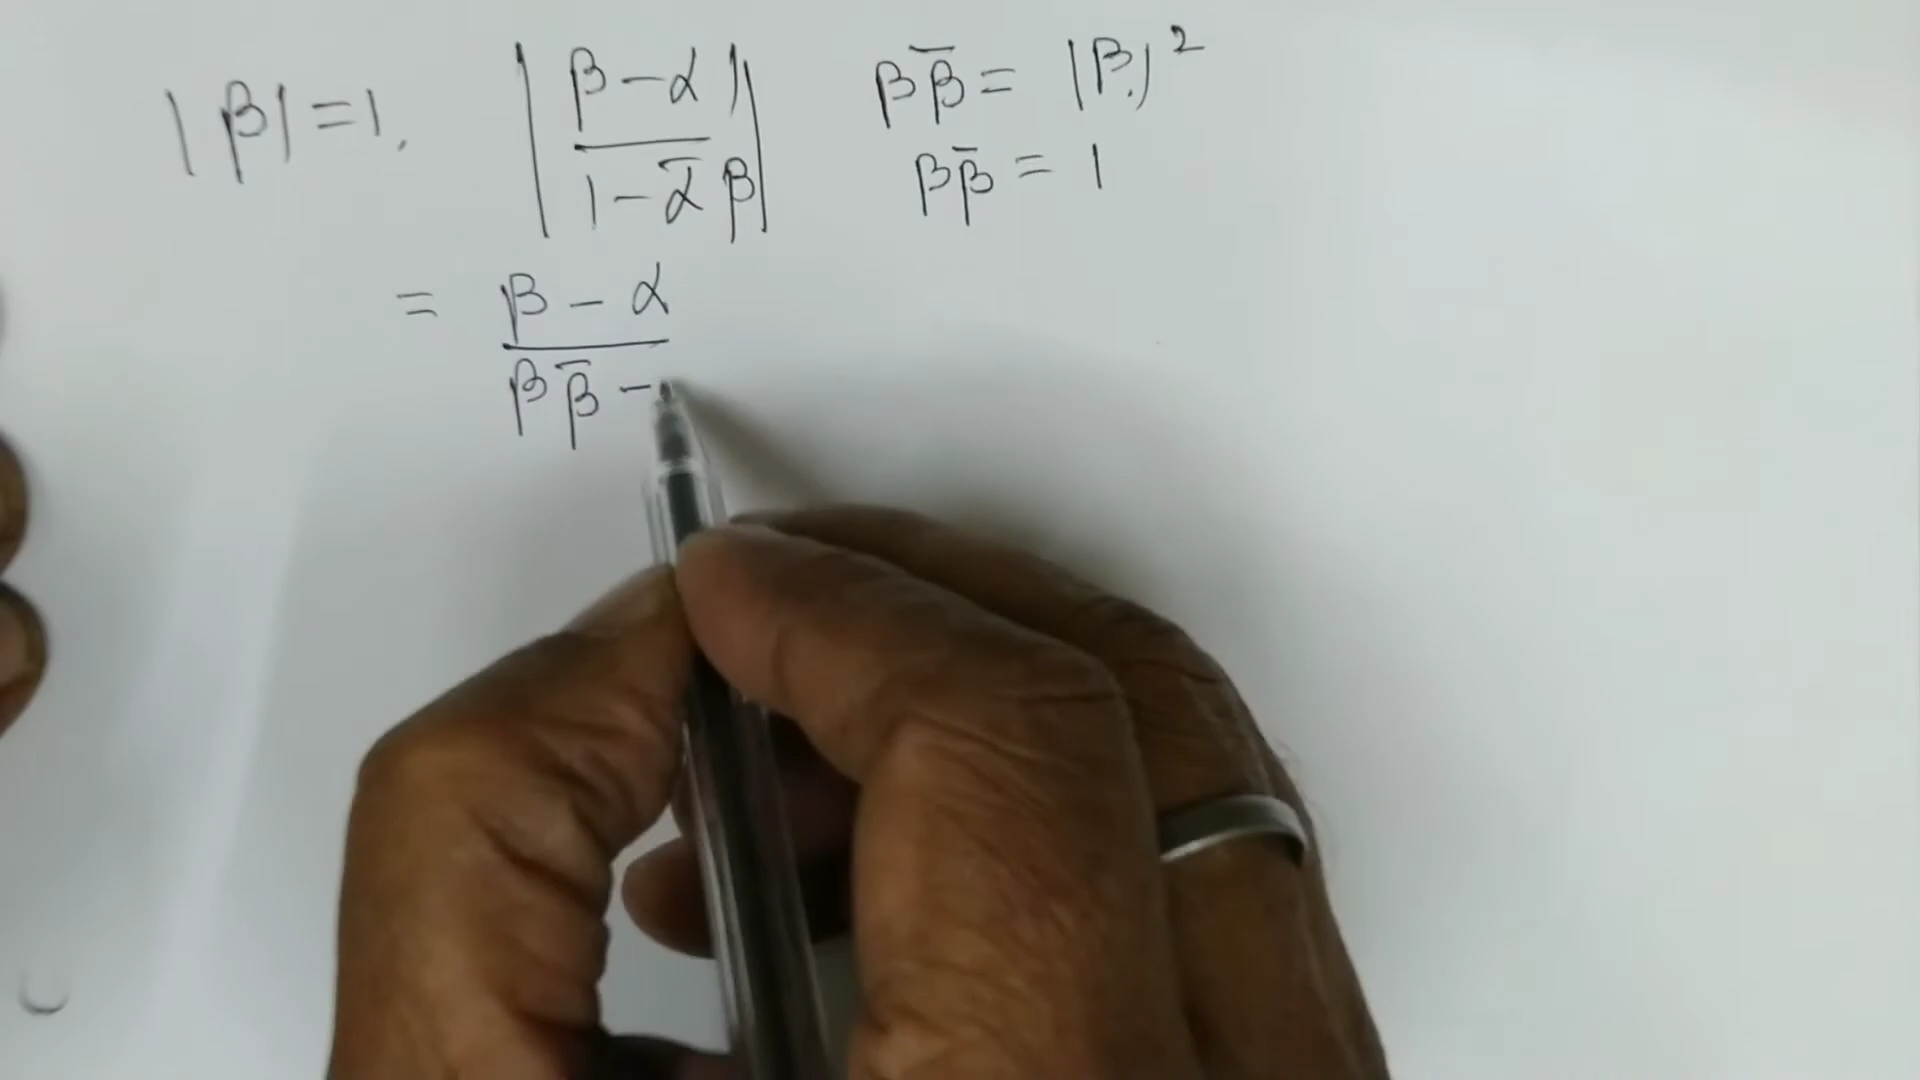 |β| = 1, |β - α / 1 - ᾱβ| ββ̄ = |β|²
ββ̄ = 1
= β - α / ββ̄ -